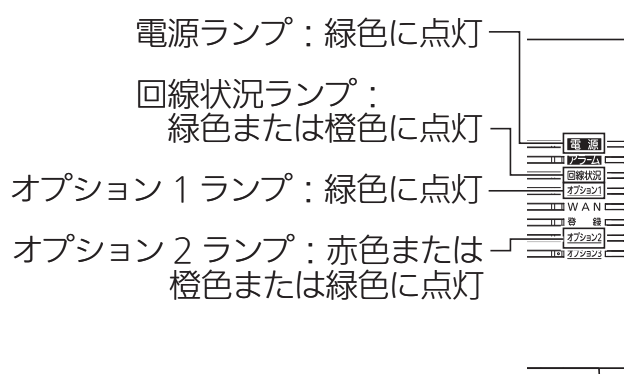 電源ランプ：緑色に点灯
回線状況ランプ：
緑色または橙色に点灯
オプション 1 ランプ：緑色に点灯
オプション 2 ランプ：赤色または
橙色または緑色に点灯
電 源
アラーム
回線状況
オプション1
WAN
登 録
オプション2
オプション3